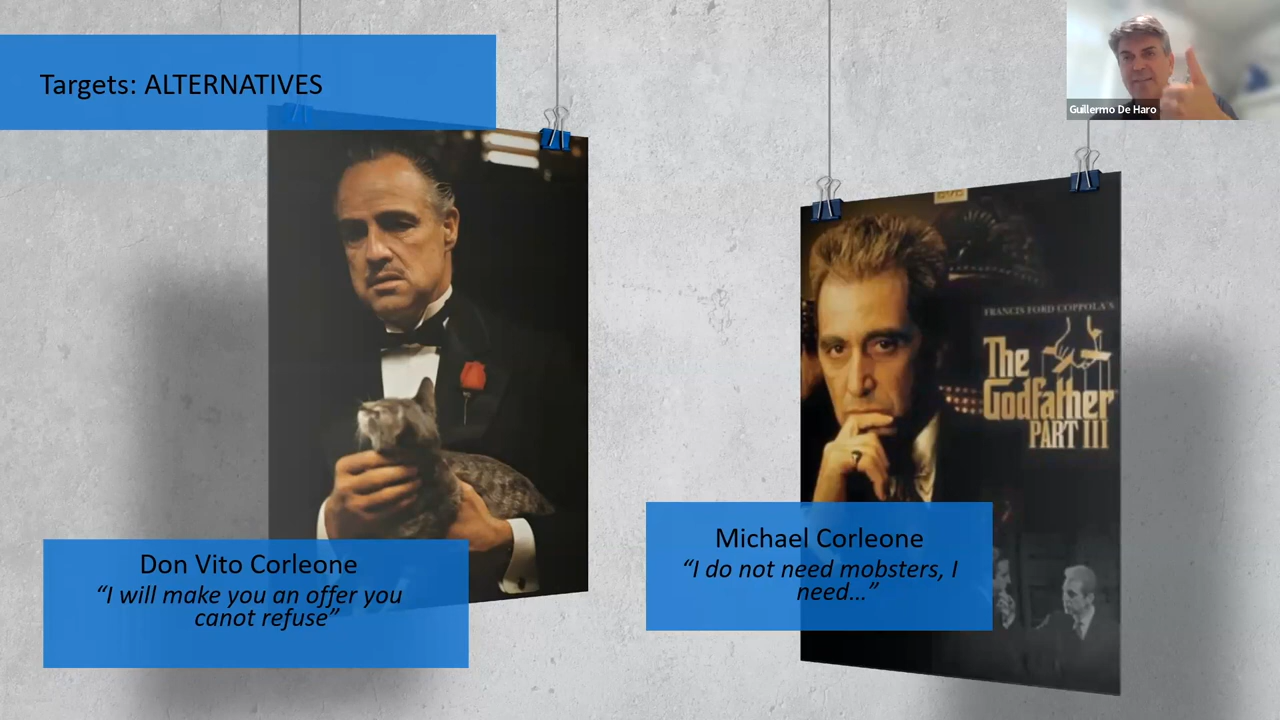 Targets: ALTERNATIVES
Guillermo De Haro
FRANCIS FORD COPPOLA'S
The
Godfather
PART III
Don Vito Corleone
“I will make you an offer you
canot refuse”
Michael Corleone
“I do not need mobsters, I
need...”